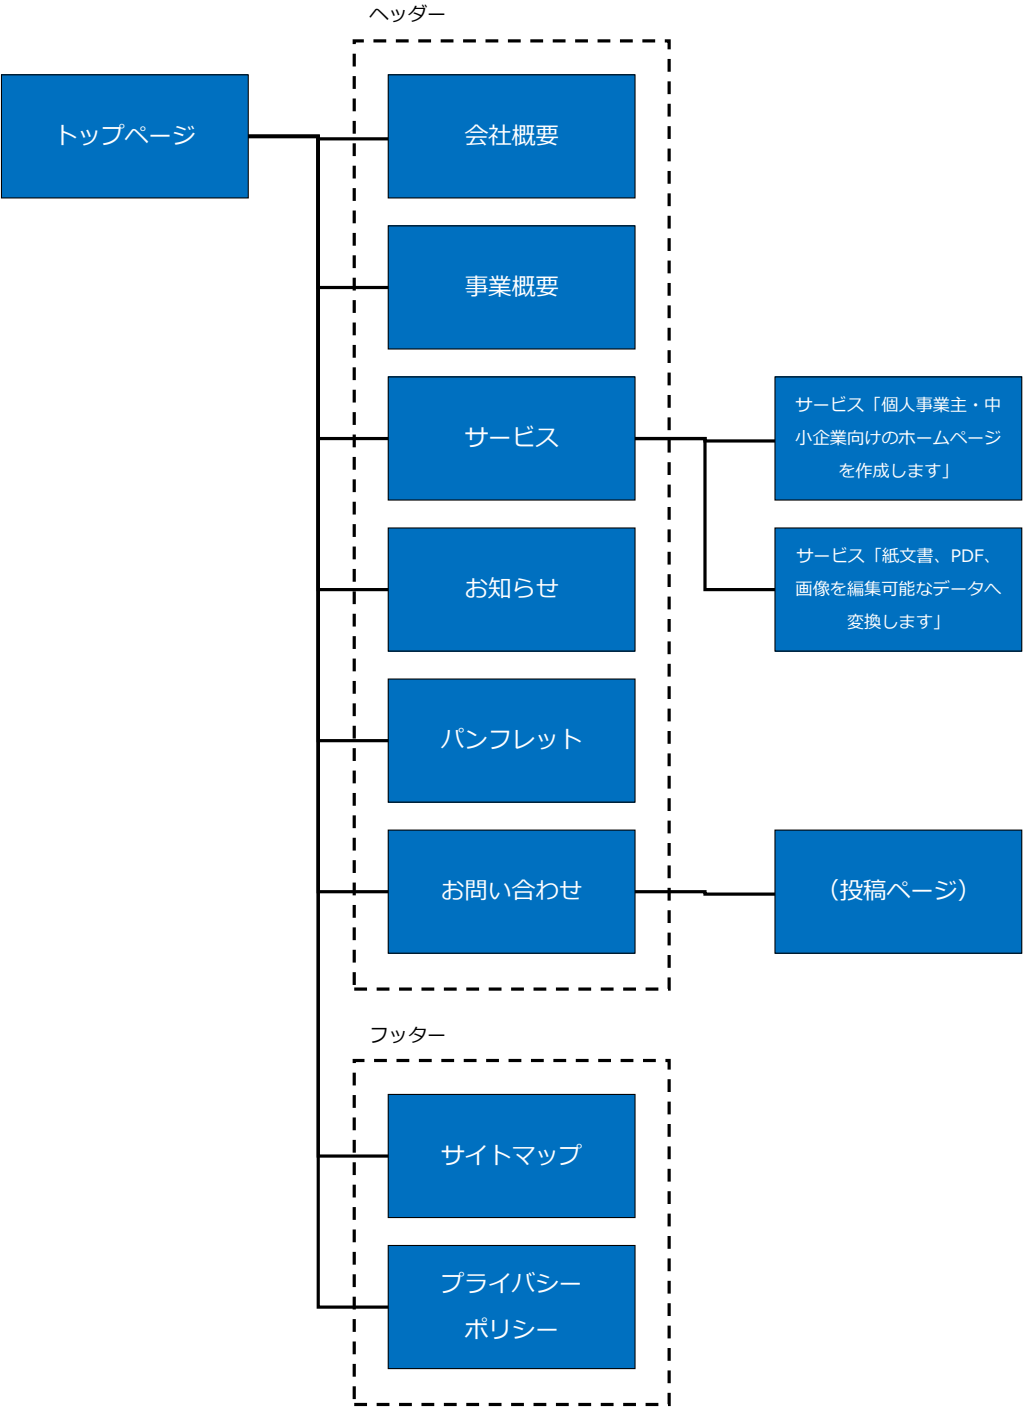 ヘッダー
トップページ
会社概要
事業概要
サービス
サービス「個人事業主・中
小企業向けのホームページ
を作成します」
お知らせ
サービス「紙文書、PDF、
画像を編集可能なデータへ
変換します」
パンフレット
お問い合わせ
（投稿ページ）
フッター
サイトマップ
プライバシー
ポリシー